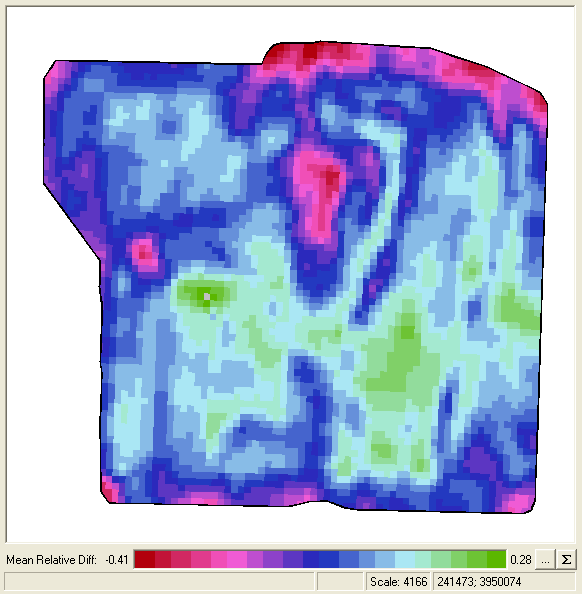 Mean Relative Diff: -0.41 0.28 ... Σ
Scale: 4166 241473; 3950074